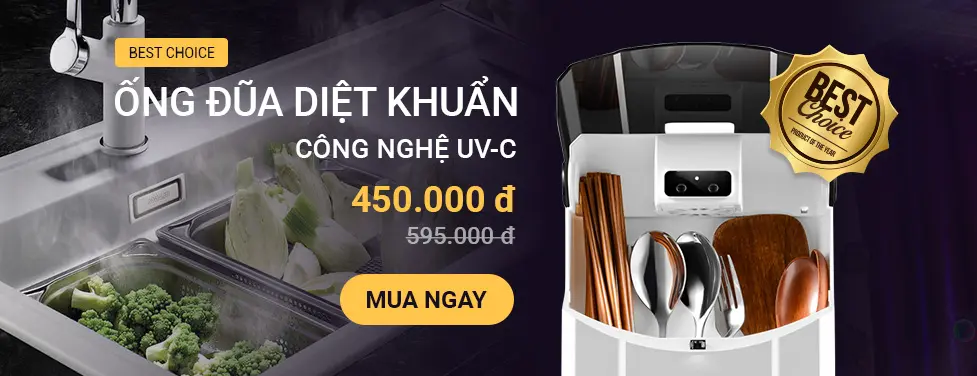 BEST CHOICE
ỐNG ĐŨA DIỆT KHUẨN
CÔNG NGHỆ UV-C
450.000 đ
595.000 đ
MUA NGAY
BEST
Choice
PRODUCT OF THE YEAR